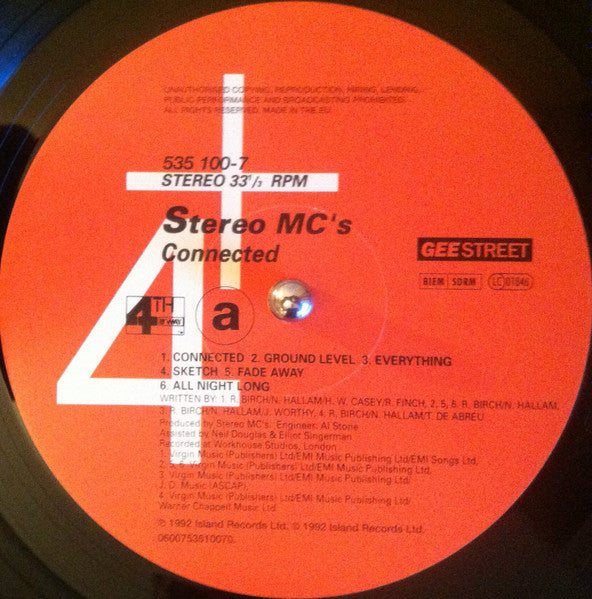 UNAUTHORISED COPYING, REPRODUCTION, HIRING, LENDING,
PUBLIC PERFORMANCE AND BROADCASTING PROHIBITED.
ALL RIGHTS RESERVED. MADE IN THE EU.
535 100-7
STEREO 33⅓ RPM
Stereo MC's
Connected
GEESTREET
BIEM SDRM LC 01846
4TH
a
1. CONNECTED 2. GROUND LEVEL 3. EVERYTHING
4. SKETCH 5. FADE AWAY
6. ALL NIGHT LONG
WRITTEN BY: 1. R. BIRCH/N. HALLAM/H. W. CASEY/R. FINCH, 2, 5, 6. R. BIRCH/N. HALLAM,
3. R. BIRCH/N. HALLAM/J. WORTHY, 4. R. BIRCH/N. HALLAM/T. DE ABREU.
Produced by Stereo MC's. Engineer: Al Stone
Assisted by Neil Douglas & Elliot Singerman
Recorded at Workhouse Studios, London
1. Virgin Music (Publishers) Ltd/EMI Music Publishing Ltd/EMI Songs Ltd,
2, 5, 6. Virgin Music (Publishers) Ltd/EMI Music Publishing Ltd,
3. Virgin Music (Publishers) Ltd/EMI Music Publishing Ltd/
J. D. Music (ASCAP),
4. Virgin Music (Publishers) Ltd/EMI Music Publishing Ltd/
Warner Chappell Music Ltd
℗ 1992 Island Records Ltd. © 1992 Island Records Ltd.
0600753510070.